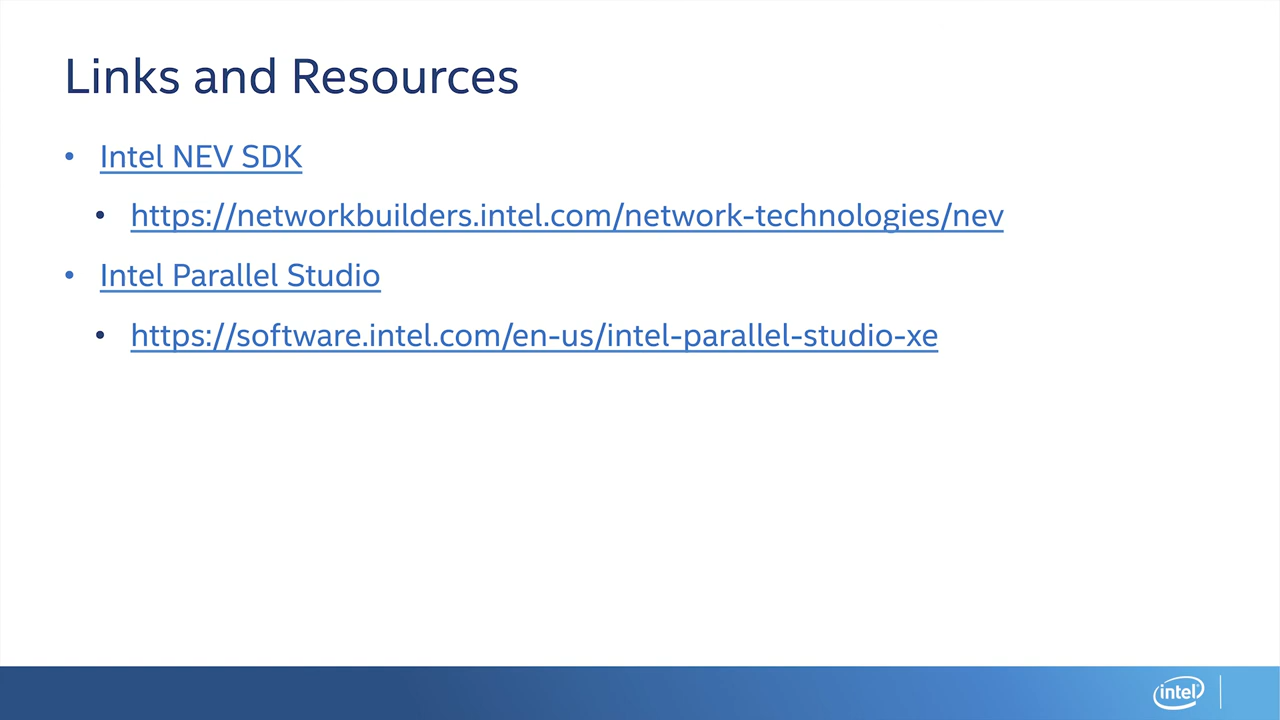 Links and Resources
• Intel NEV SDK
• https://networkbuilders.intel.com/network-technologies/nev
• Intel Parallel Studio
• https://software.intel.com/en-us/intel-parallel-studio-xe
intel